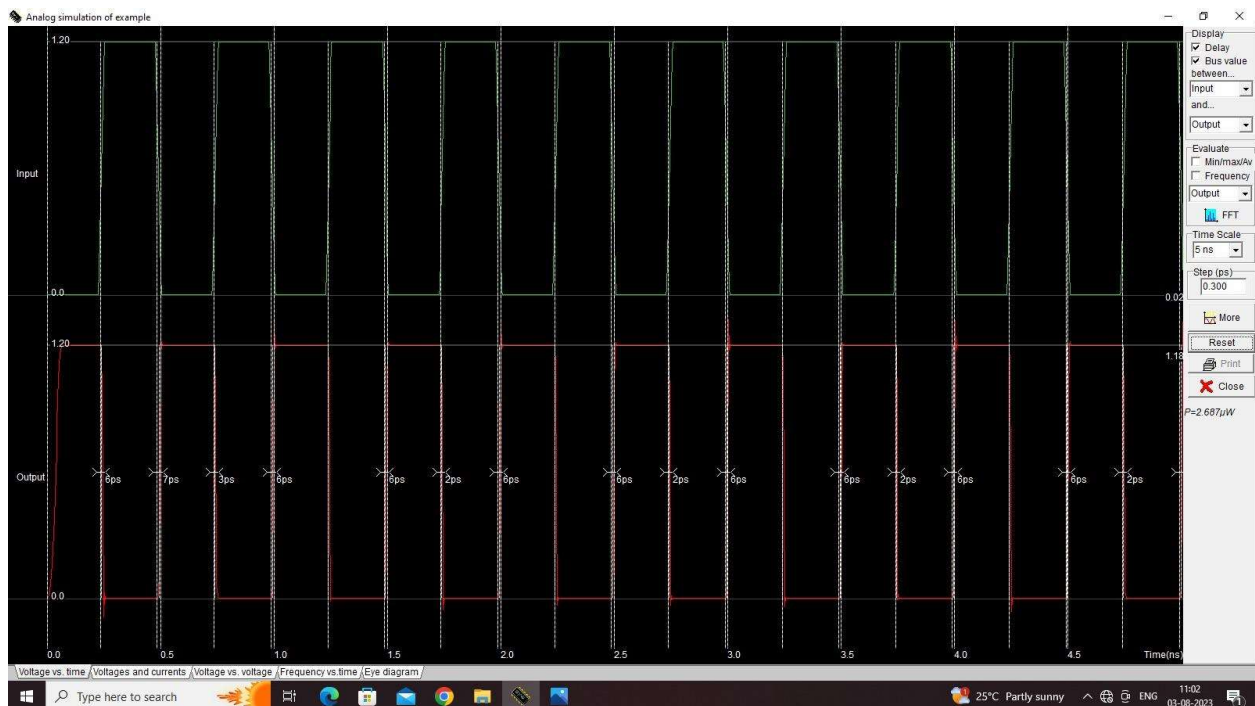 Analog simulation of example
1.20
Input
0.0
0.02
1.20
1.18
Output
6ps 7ps 3ps 6ps 6ps 2ps 6ps 6ps 2ps 6ps 6ps 2ps 6ps 6ps 2ps
0.0
0.0 0.5 1.0 1.5 2.0 2.5 3.0 3.5 4.0 4.5 Time(ns)
Display
Delay
Bus value
between...
Input
and...
Output
Evaluate
Min/max/Av
Frequency
Output
FFT
Time Scale
5 ns
Step (ps)
0.300
More
Reset
Print
Close
P=2.687µW
Voltage vs. time Voltages and currents Voltage vs. voltage Frequency vs.time Eye diagram
Type here to search
25°C Partly sunny
ENG
11:02
03-08-2023